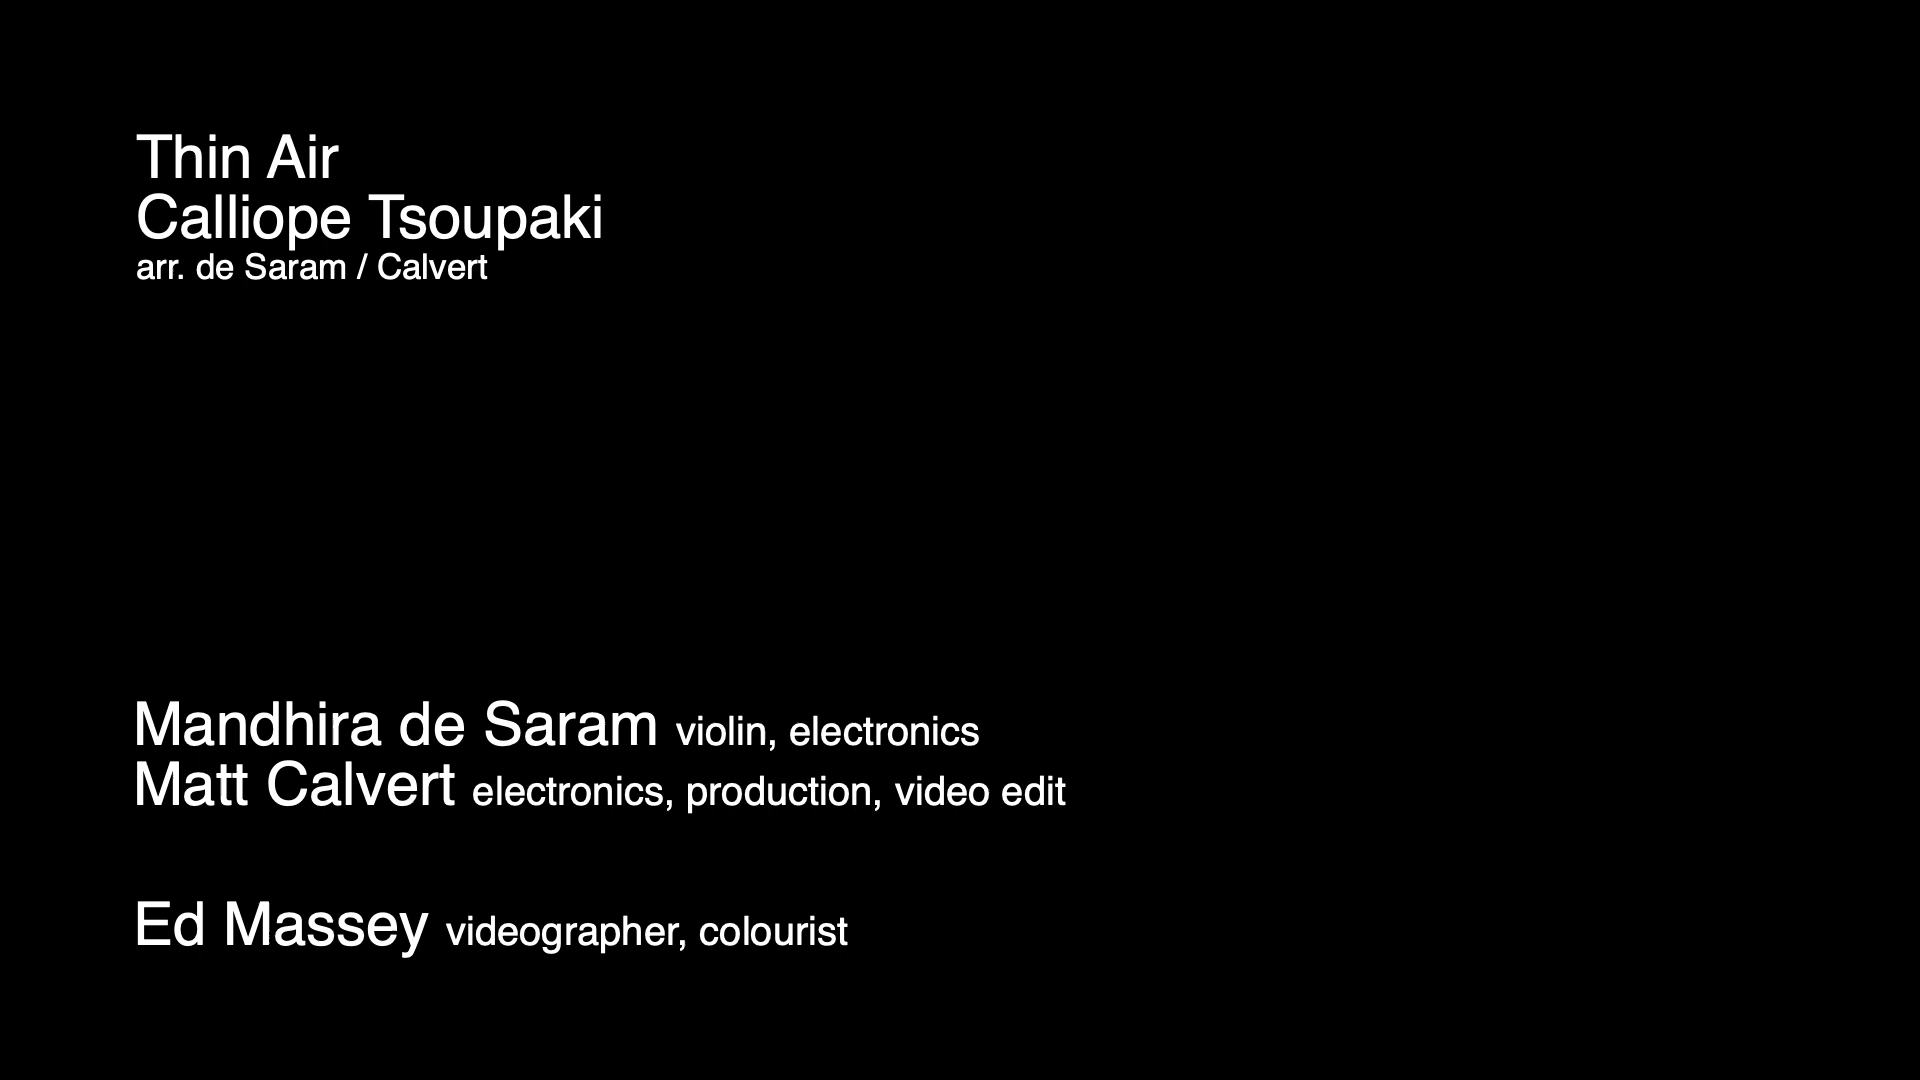 Thin Air
Calliope Tsoupaki
arr. de Saram / Calvert
Mandhira de Saram violin, electronics
Matt Calvert electronics, production, video edit
Ed Massey videographer, colourist